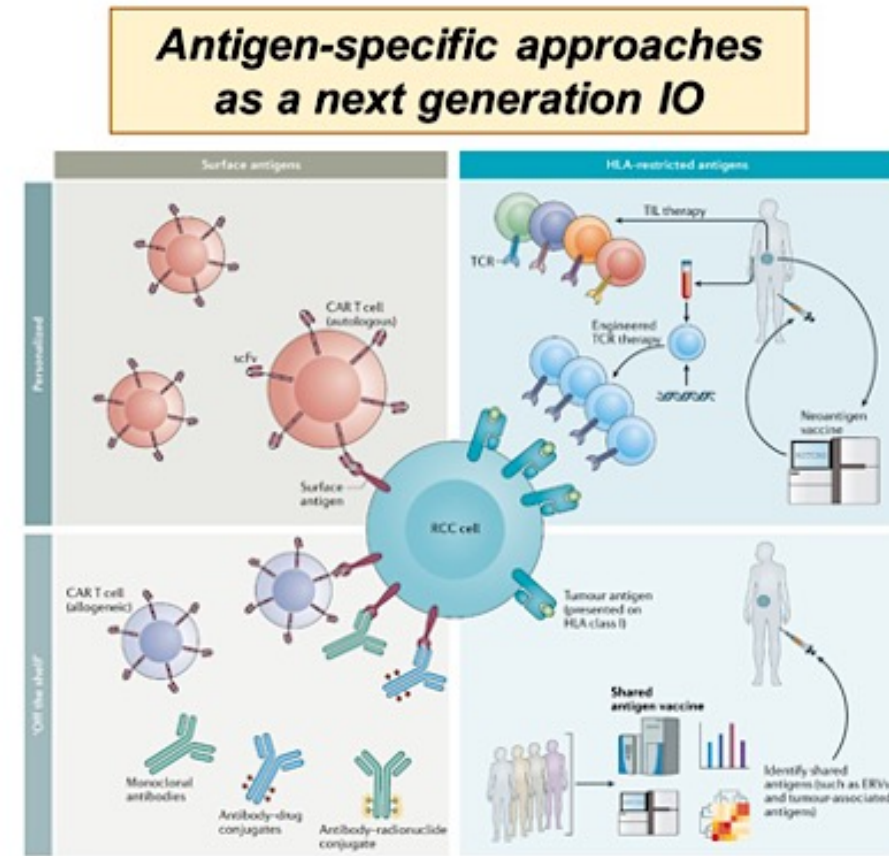 Antigen-specific approaches
as a next generation IO
Surface antigens
HLA-restricted antigens
Personalized
CAR T cell
(autologous)
scFv
Surface
antigen
TCR
TIL therapy
Engineered
TCR therapy
Neoantigen
vaccine
RCC cell
'Off the shelf'
CAR T cell
(allogeneic)
Monoclonal
antibodies
Antibody–drug
conjugates
Antibody–radionuclide
conjugate
Tumour antigen
(presented on
HLA class I)
Shared
antigen vaccine
Identify shared
antigens (such as ERVs
and tumour-associated
antigens)